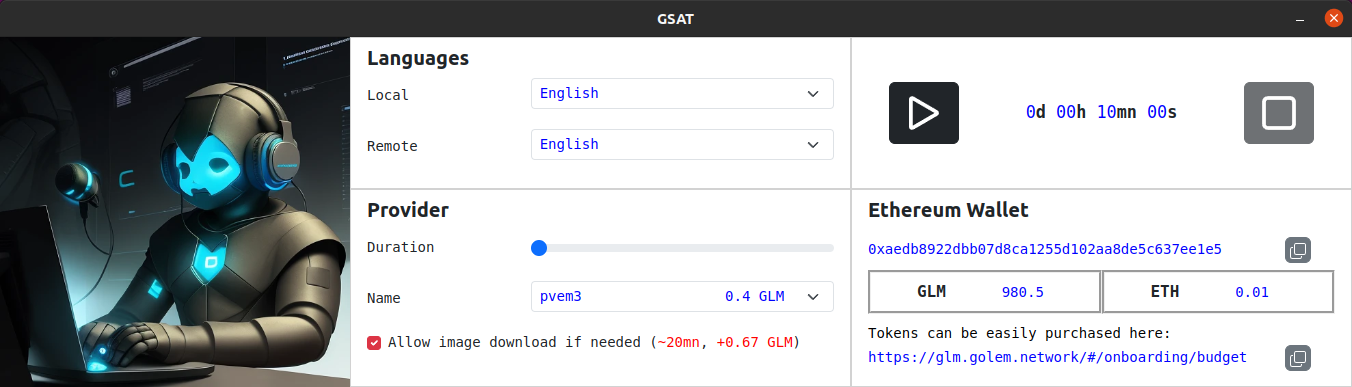 GSAT
Languages
Local English
Remote English
0d 00h 10mn 00s
Provider
Duration
Name pvem3 0.4 GLM
Allow image download if needed (~20mn, +0.67 GLM)
Ethereum Wallet
0xaedb8922dbb07d8ca1255d102aa8de5c637ee1e5
GLM 980.5 ETH 0.01
Tokens can be easily purchased here:
https://glm.golem.network/#/onboarding/budget